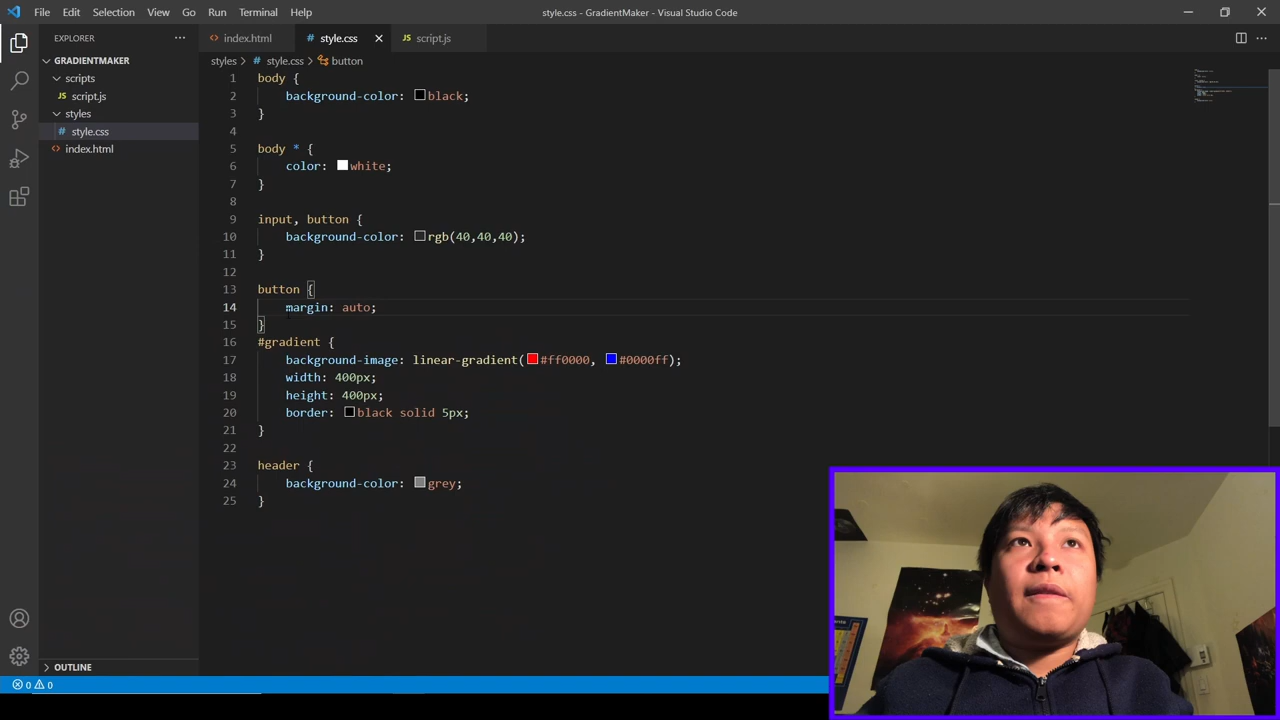 File Edit Selection View Go Run Terminal Help
style.css - GradientMaker - Visual Studio Code
EXPLORER
GRADIENTMAKER
scripts
JS script.js
styles
# style.css
<> index.html
OUTLINE
<> index.html
# style.css
JS script.js
styles > # style.css > button
1 body {
2 background-color: black;
3 }
4
5 body * {
6 color: white;
7 }
8
9 input, button {
10 background-color: rgb(40,40,40);
11 }
12
13 button {
14 margin: auto;
15 }
16 #gradient {
17 background-image: linear-gradient(#ff0000, #0000ff);
18 width: 400px;
19 height: 400px;
20 border: black solid 5px;
21 }
22
23 header {
24 background-color: grey;
25 }
0 0